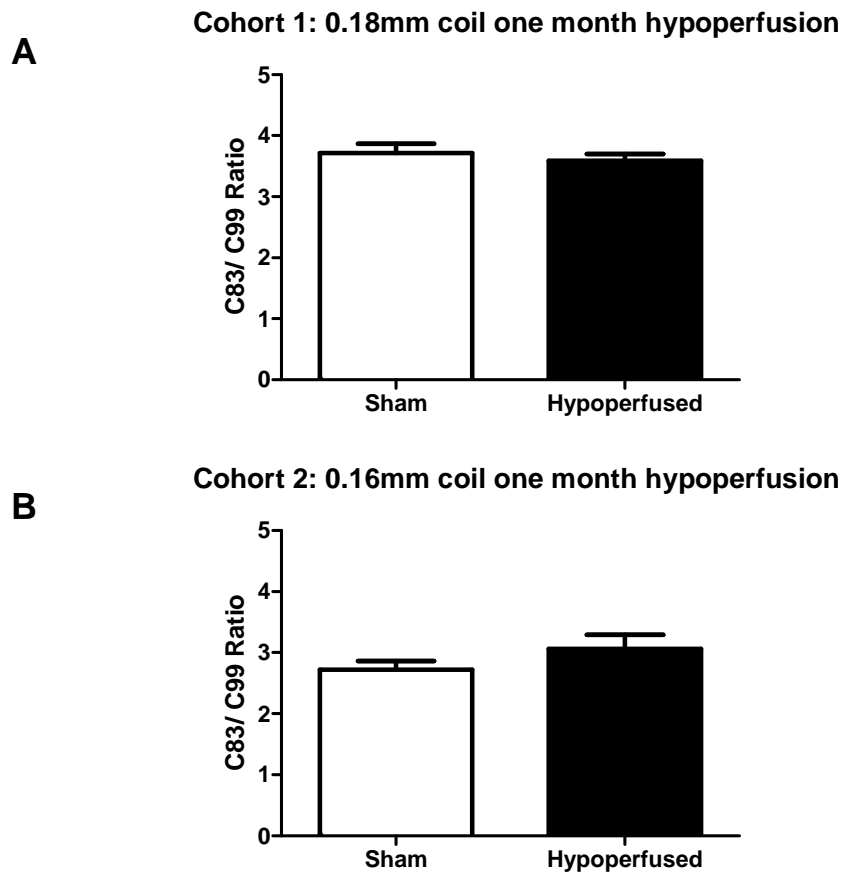 Cohort 1: 0.18mm coil one month hypoperfusion
A
C83/ C99 Ratio
5
4
3
2
1
0
Sham Hypoperfused
Cohort 2: 0.16mm coil one month hypoperfusion
B
C83/ C99 Ratio
5
4
3
2
1
0
Sham Hypoperfused